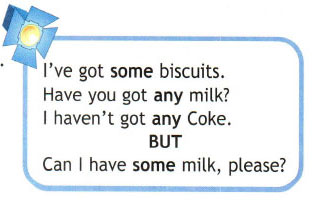 I've got some biscuits.
Have you got any milk?
I haven't got any Coke.
BUT
Can I have some milk, please?